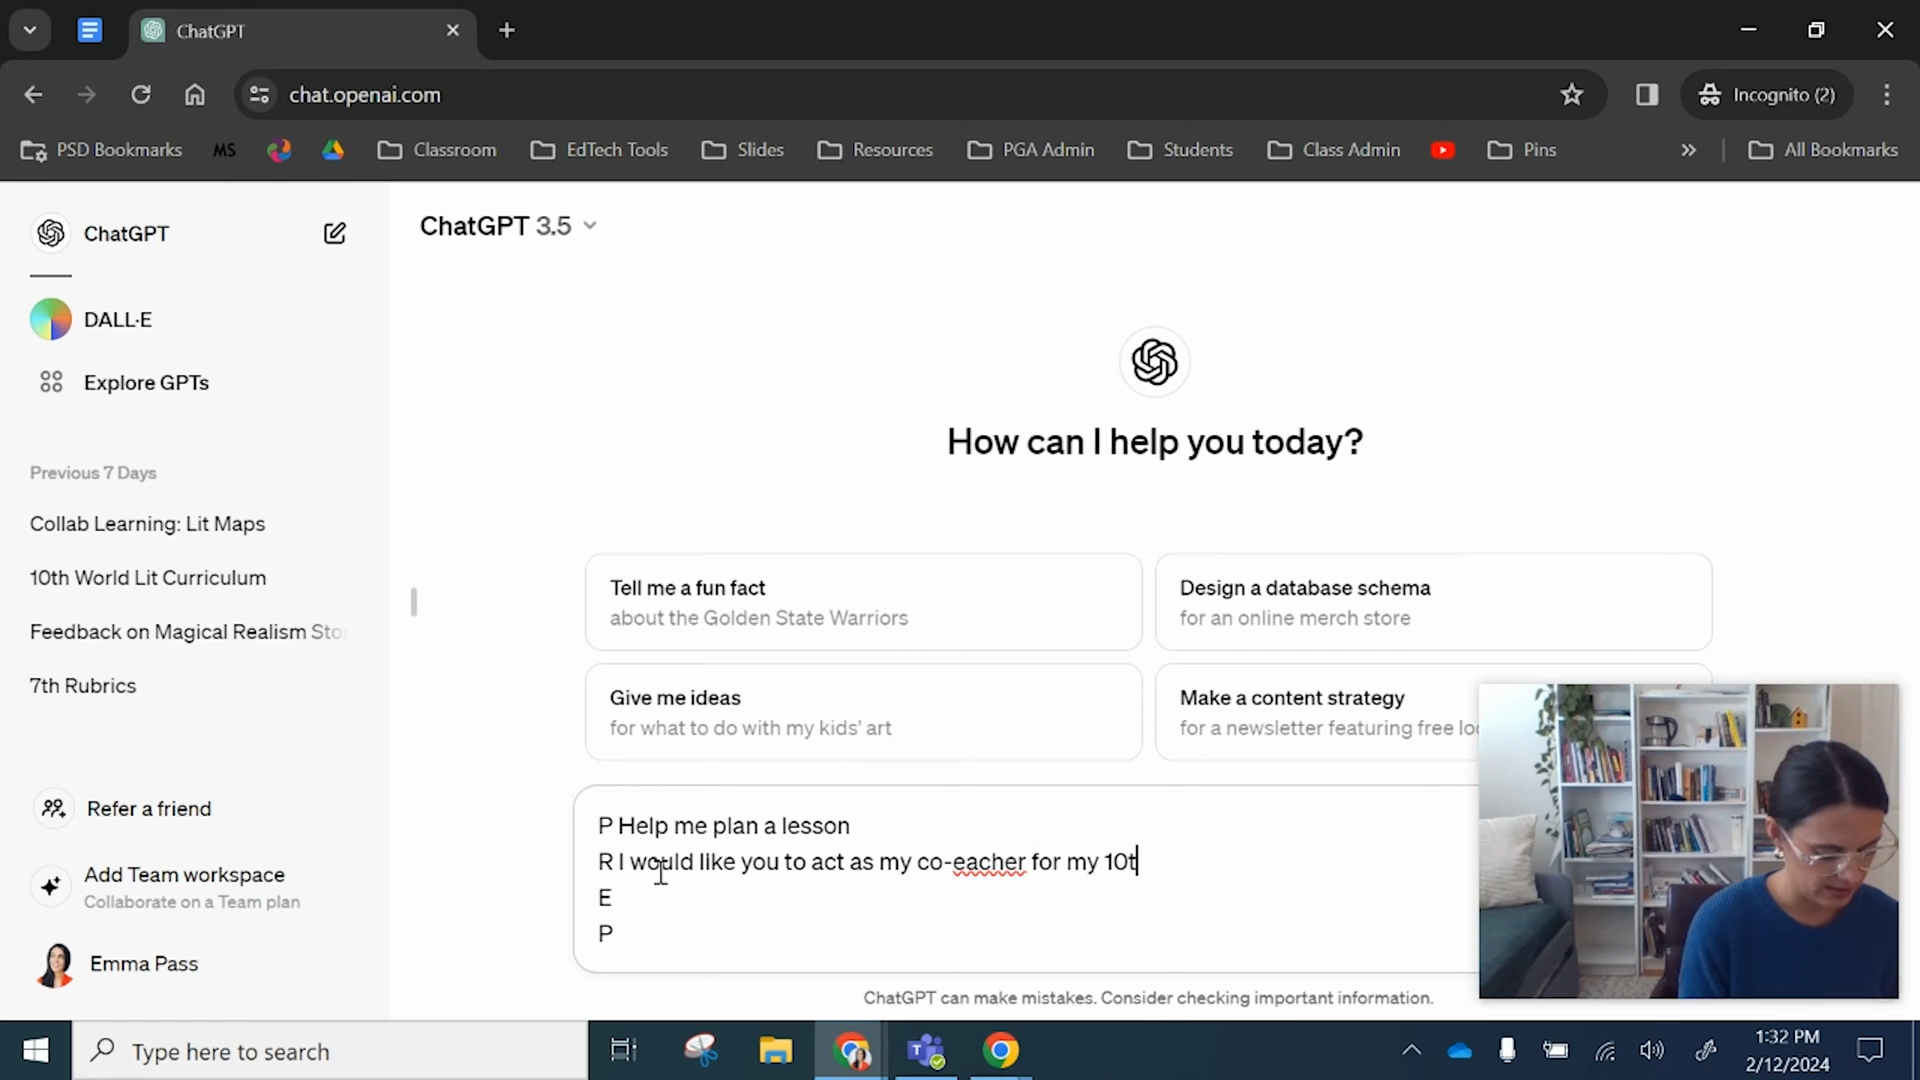 ChatGPT
chat.openai.com
Incognito (2)
PSD Bookmarks
MS
Classroom
EdTech Tools
Slides
Resources
PGA Admin
Students
Class Admin
Pins
All Bookmarks
ChatGPT
ChatGPT 3.5
DALL·E
Explore GPTs
How can I help you today?
Previous 7 Days
Collab Learning: Lit Maps
10th World Lit Curriculum
Feedback on Magical Realism Sto
7th Rubrics
Tell me a fun fact
about the Golden State Warriors
Design a database schema
for an online merch store
Give me ideas
for what to do with my kids' art
Make a content strategy
for a newsletter featuring free loc
P Help me plan a lesson
R I would like you to act as my co-eacher for my 10t
E
P
Refer a friend
Add Team workspace
Collaborate on a Team plan
Emma Pass
ChatGPT can make mistakes. Consider checking important information.
Type here to search
1:32 PM
2/12/2024